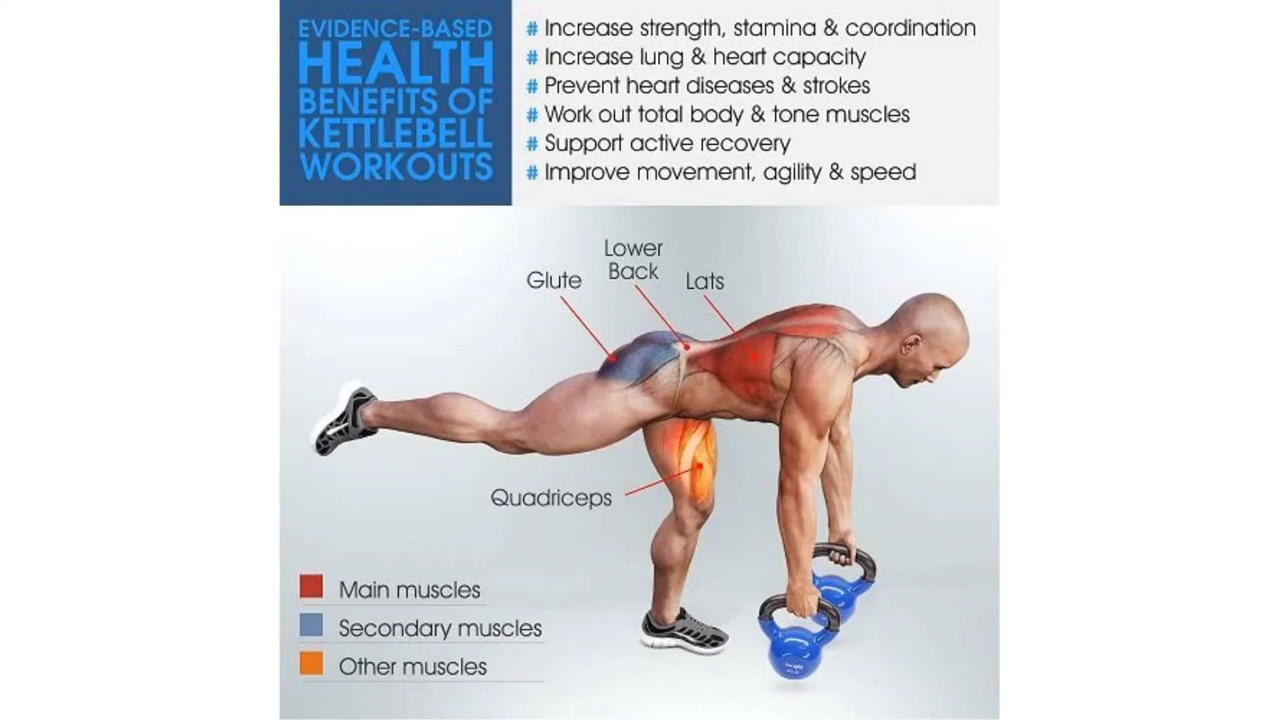 EVIDENCE-BASED
HEALTH
BENEFITS OF
KETTLEBELL
WORKOUTS
# Increase strength, stamina & coordination
# Increase lung & heart capacity
# Prevent heart diseases & strokes
# Work out total body & tone muscles
# Support active recovery
# Improve movement, agility & speed
Lower
Back
Glute
Lats
Quadriceps
Main muscles
Secondary muscles
Other muscles